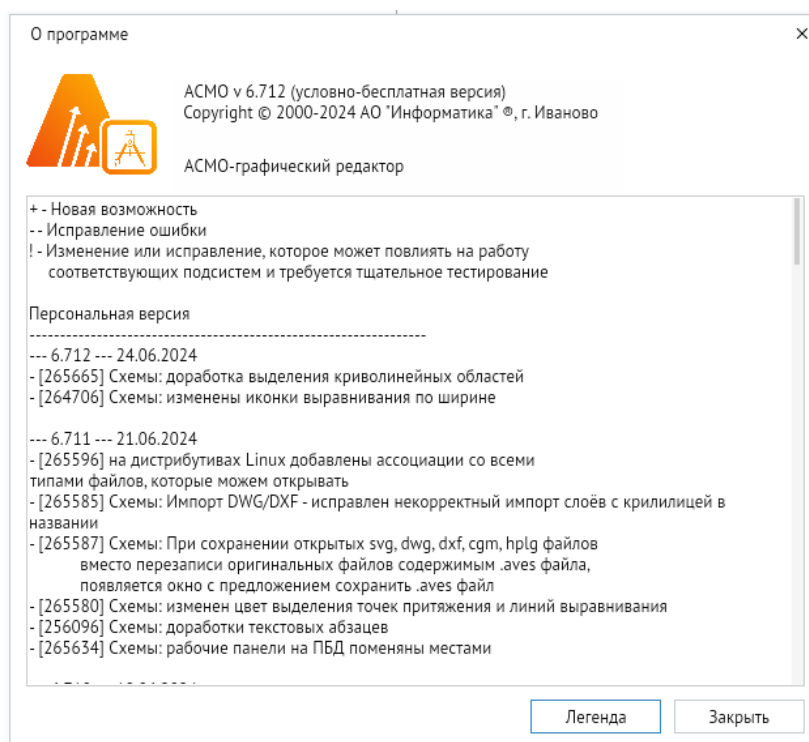 О программе
АСМО v 6.712 (условно-бесплатная версия)
Copyright © 2000-2024 АО "Информатика" ®, г. Иваново
АСМО-графический редактор
+ - Новая возможность
- - Исправление ошибки
! - Изменение или исправление, которое может повлиять на работу
соответствующих подсистем и требуется тщательное тестирование
Персональная версия
-----------------------------------------------------------------
--- 6.712 --- 24.06.2024
- [265665] Схемы: доработка выделения криволинейных областей
- [264706] Схемы: изменены иконки выравнивания по ширине
--- 6.711 --- 21.06.2024
- [265596] на дистрибутивах Linux добавлены ассоциации со всеми
типами файлов, которые можем открывать
- [265585] Схемы: Импорт DWG/DXF - исправлен некорректный импорт слоёв с крилилицей в
названии
- [265587] Схемы: При сохранении открытых svg, dwg, dxf, cgm, hplg файлов
вместо перезаписи оригинальных файлов содержимым .aves файла,
появляется окно с предложением сохранить .aves файл
- [265580] Схемы: изменен цвет выделения точек притяжения и линий выравнивания
- [256096] Схемы: доработки текстовых абзацев
- [265634] Схемы: рабочие панели на ПБД поменяны местами
Легенда
Закрыть